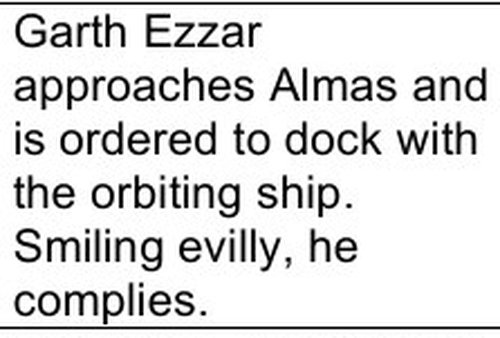 Garth Ezzar
approaches Almas and
is ordered to dock with
the orbiting ship.
Smiling evilly, he
complies.